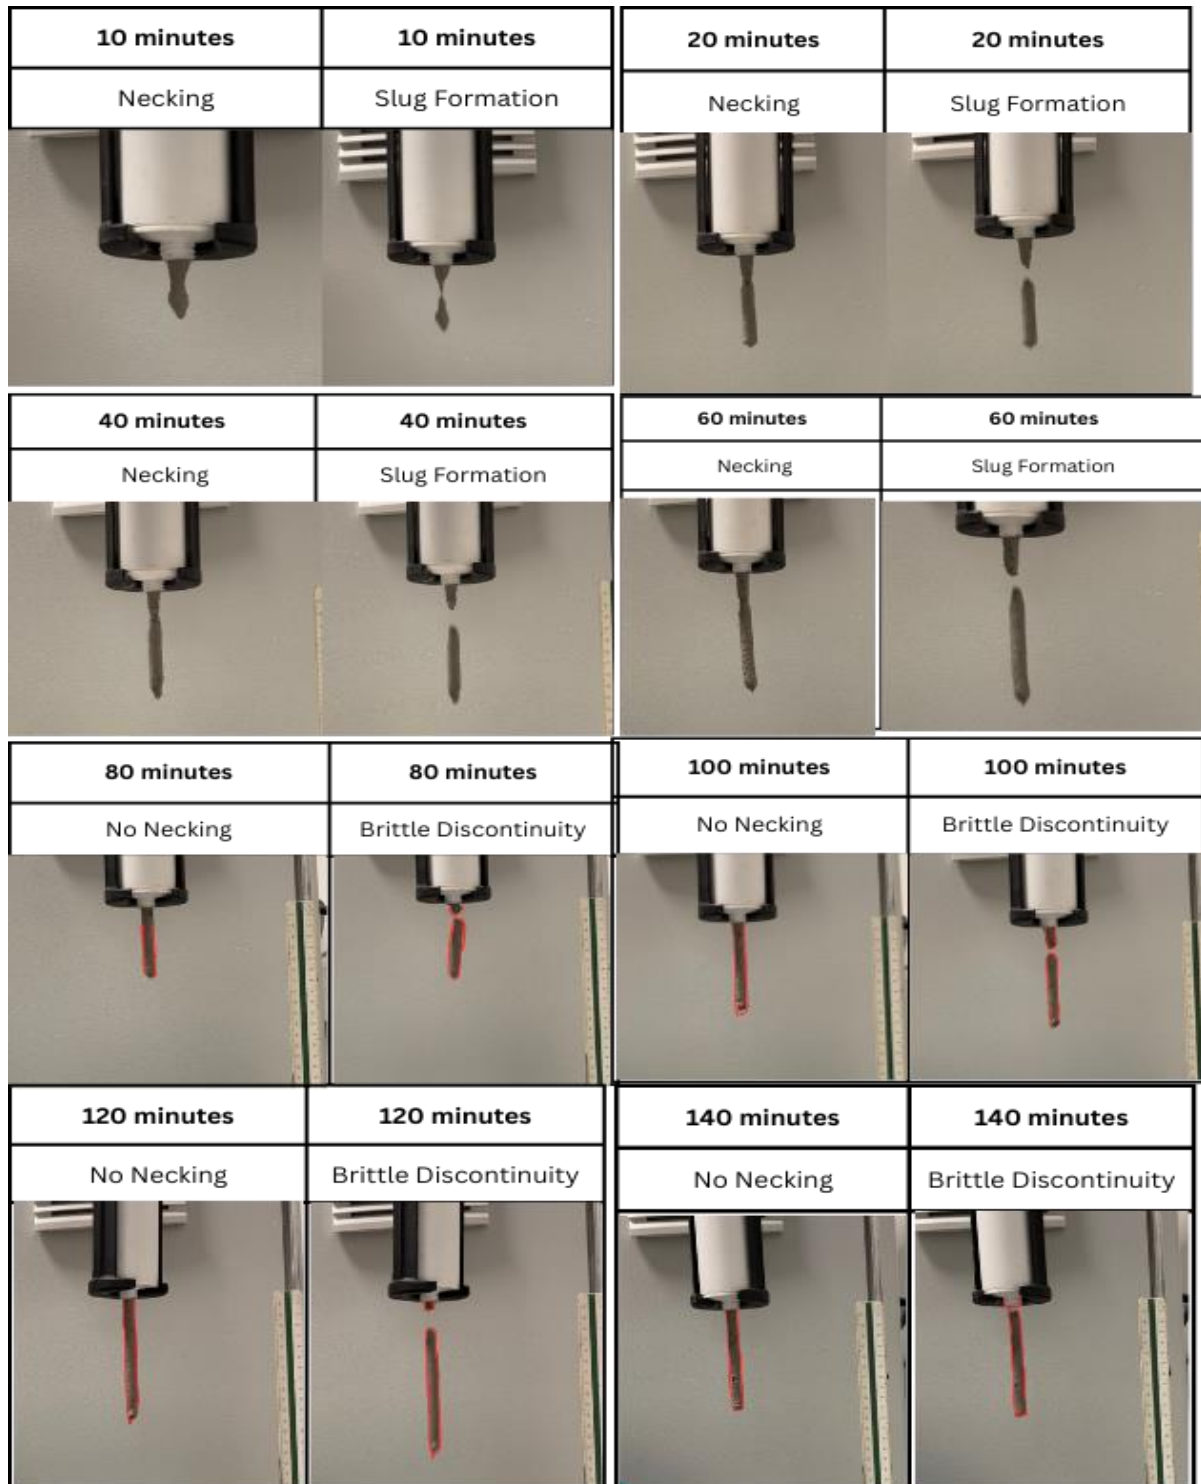 10 minutes
10 minutes
Necking
Slug Formation
20 minutes
20 minutes
Necking
Slug Formation
40 minutes
40 minutes
Necking
Slug Formation
60 minutes
60 minutes
Necking
Slug Formation
80 minutes
80 minutes
No Necking
Brittle Discontinuity
100 minutes
100 minutes
No Necking
Brittle Discontinuity
120 minutes
120 minutes
No Necking
Brittle Discontinuity
140 minutes
140 minutes
No Necking
Brittle Discontinuity